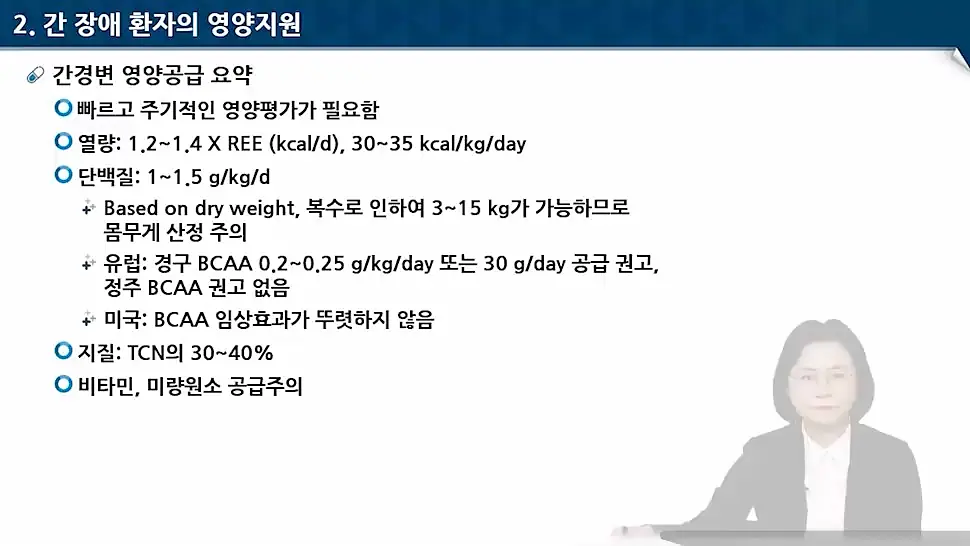 2. 간 장애 환자의 영양지원
간경변 영양공급 요약
빠르고 주기적인 영양평가가 필요함
열량: 1.2~1.4 X REE (kcal/d), 30~35 kcal/kg/day
단백질: 1~1.5 g/kg/d
Based on dry weight, 복수로 인하여 3~15 kg가 가능하므로
몸무게 산정 주의
유럽: 경구 BCAA 0.2~0.25 g/kg/day 또는 30 g/day 공급 권고,
정주 BCAA 권고 없음
미국: BCAA 임상효과가 뚜렷하지 않음
지질: TCN의 30~40%
비타민, 미량원소 공급주의